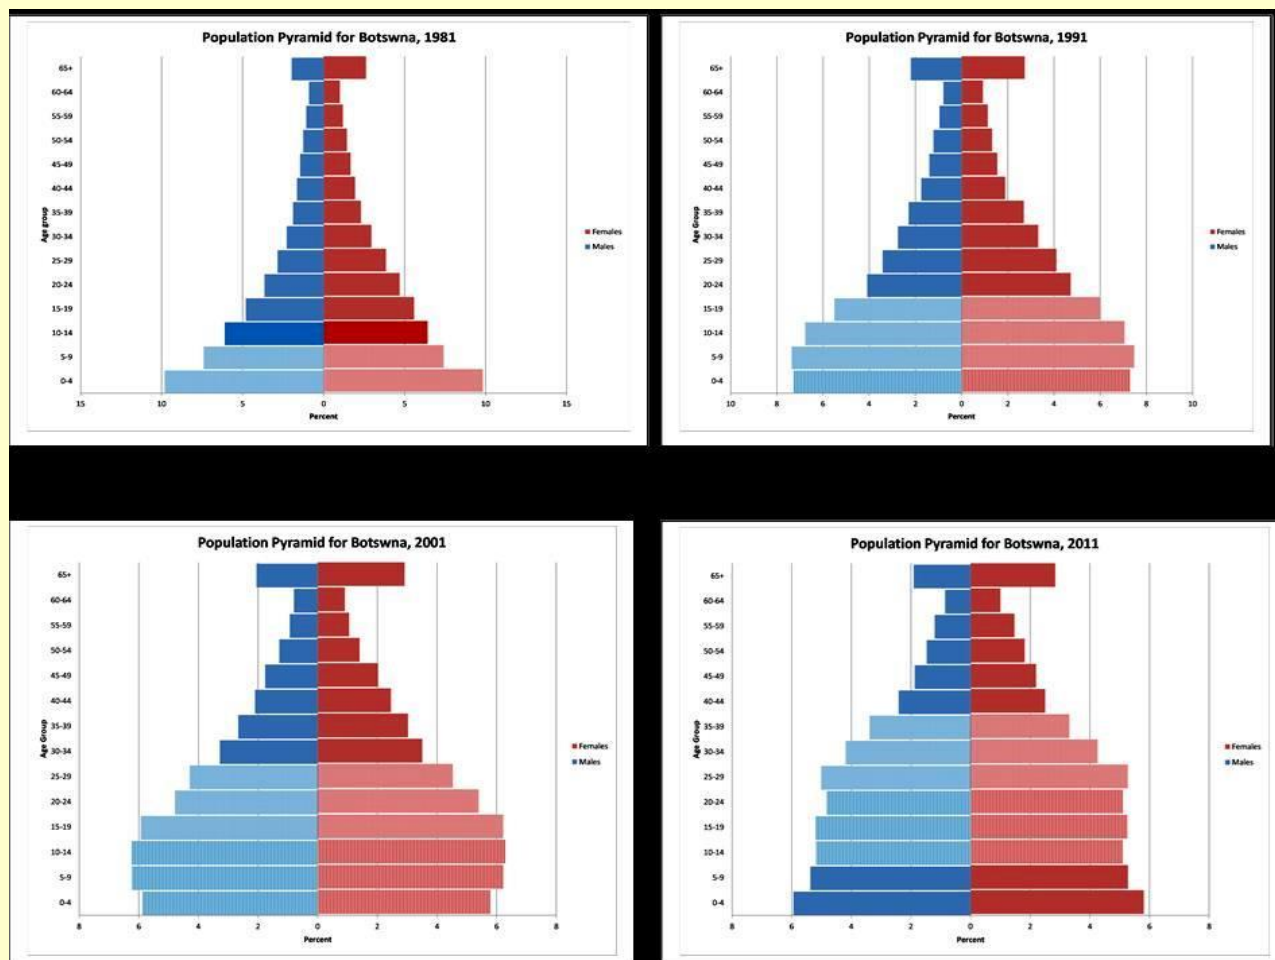 Population Pyramid for Botswna, 1981
65+
60-64
55-59
50-54
45-49
40-44
35-39
30-34
25-29
20-24
15-19
10-14
5-9
0-4
Age group
15 10 5 0 5 10 15
Percent
Females
Males
Population Pyramid for Botswna, 1991
65+
60-64
55-59
50-54
45-49
40-44
35-39
30-34
25-29
20-24
15-19
10-14
5-9
0-4
Age Group
10 8 6 4 2 0 2 4 6 8 10
Percent
Females
Males
Population Pyramid for Botswna, 2001
65+
60-64
55-59
50-54
45-49
40-44
35-39
30-34
25-29
20-24
15-19
10-14
5-9
0-4
Age Group
8 6 4 2 0 2 4 6 8
Percent
Females
Males
Population Pyramid for Botswna, 2011
65+
60-64
55-59
50-54
45-49
40-44
35-39
30-34
25-29
20-24
15-19
10-14
5-9
0-4
Age Group
8 6 4 2 0 2 4 6 8
Percent
Females
Males